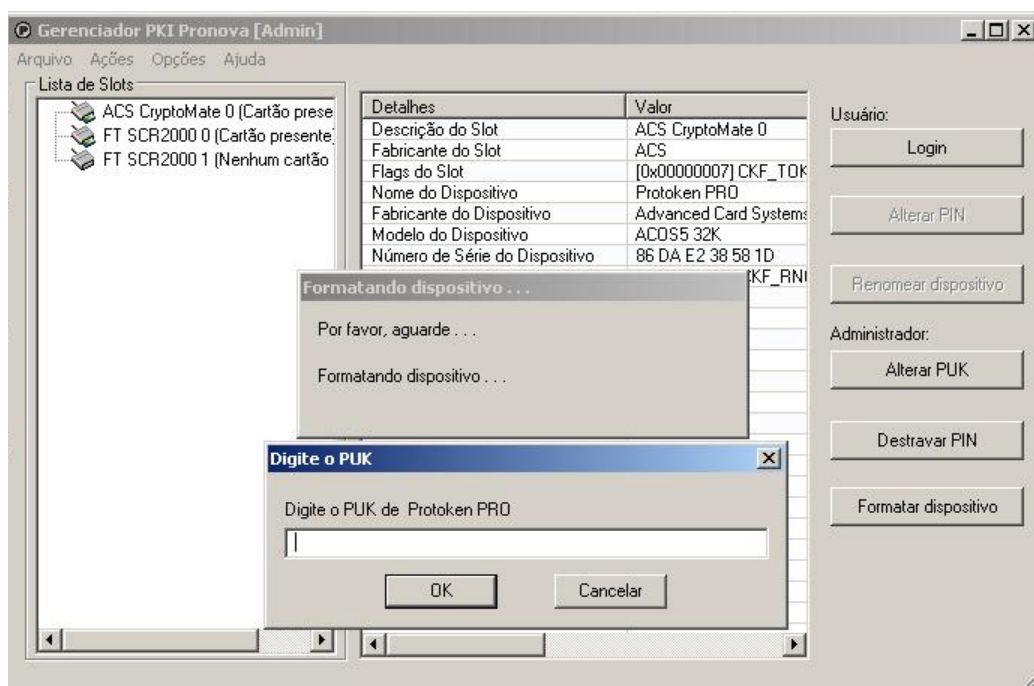 Gerenciador PKI Pronova [Admin]
Arquivo Ações Opções Ajuda
Lista de Slots
ACS CryptoMate 0 (Cartão prese
FT SCR2000 0 (Cartão presente
FT SCR2000 1 (Nenhum cartão
Detalhes Valor
Descrição do Slot ACS CryptoMate 0
Fabricante do Slot ACS
Flags do Slot [0x00000007] CKF_TOK
Nome do Dispositivo Protoken PRO
Fabricante do Dispositivo Advanced Card Systems
Modelo do Dispositivo ACOS5 32K
Número de Série do Dispositivo 86 DA E2 38 58 1D
CKF_RN
Usuário:
Login
Alterar PIN
Renomear dispositivo
Administrador:
Alterar PUK
Destravar PIN
Formatar dispositivo
Formatando dispositivo . . .
Por favor, aguarde . . .
Formatando dispositivo . . .
Digite o PUK
Digite o PUK de Protoken PRO
OK Cancelar